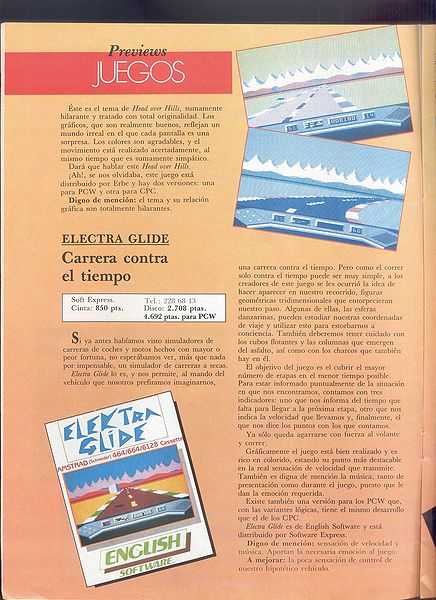 Previews
JUEGOS
Éste es el tema de Head over Hills, sumamente
hilarante y tratado con total originalidad. Los
gráficos, que son realmente buenos, reflejan un
mundo irreal en el que cada pantalla es una
sorpresa. Los colores son agradables, y el
movimiento está realizado acertadamente, al
mismo tiempo que es sumamente simpático.
Dará que hablar este Head over Hills.
¡Ah!, se nos olvidaba, este juego está
distribuido por Erbe y hay dos versiones: una
para PCW y otra para CPC.
Digno de mención: el tema y su relación
gráfica son totalmente hilarantes.
ELECTRA GLIDE
Carrera contra
el tiempo
Soft Express. Tel.: 228 68 13
Cinta: 850 pts. Disco: 2.708 ptas.
4.692 ptas. para PCW
Si ya antes habíamos visto simuladores de
carreras de coches y motos hechos con mayor o
peor fortuna, no esperábamos ver, más que nada
por impensable, un simulador de carreras a secas.
Electra Glide lo es, y nos permite, al mando del
vehículo que nosotros prefiramos imaginarnos,
ELEKTRA
GLIDE
AMSTRAD (Schneider) 464/664/6128 Cassette
ENGLISH
SOFTWARE
una carrera contra el tiempo. Pero como el correr
solo contra el tiempo puede ser muy simple, a los
creadores de este juego se les ocurrió la idea de
hacer aparecer en nuestro recorrido, figuras
geométricas tridimensionales que entorpecieran
nuestro paso. Algunas de ellas, las esferas
danzarinas, pueden estudiar nuestras coordenadas
de viaje y utilizar esto para estorbarnos a
conciencia. También deberemos tener cuidado con
los cubos flotantes y las columnas que emergen
del asfalto, así como con los charcos que también
hay en él.
El objetivo del juego es el cubrir el mayor
número de etapas en el menor tiempo posible.
Para estar informado puntualmente de la situación
en que nos encontramos, contamos con tres
indicadores: uno que nos informa del tiempo que
falta para llegar a la próxima etapa, otro que nos
indica la velocidad que llevamos y, finalmente, el
que nos dice los puntos con los que contamos.
Ya sólo queda agarrarse con fuerza al volante
y correr.
Gráficamente el juego está bien realizado y es
rico en colorido, estando su punto más destacable
en la real sensación de velocidad que transmite.
También es digna de mención la música, tanto de
presentación como durante el juego, puesto que le
dan la emoción requerida.
Existe también una versión para los PCW que,
con las variantes lógicas, tiene el mismo desarrollo
que el de los CPC.
Electra Glide es de English Software y está
distribuido por Software Express.
Digno de mención: sensación de velocidad y
música. Aportan la necesaria emoción al juego.
A mejorar: la poca sensación de control de
nuestro hipotético vehículo.